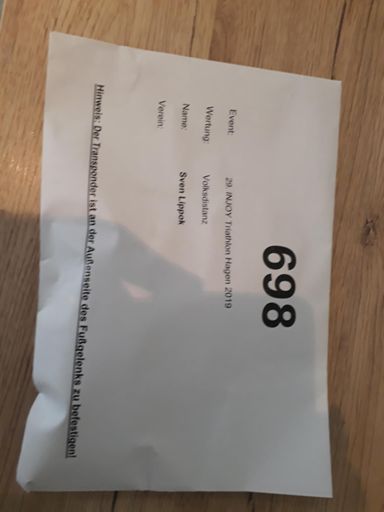 698
Event: 29. INJOY Triathlon Hagen 2019
Wertung: Volksdistanz
Name: Sven Lippok
Verein:
Hinweis: Der Transponder ist an der Außenseite des Fußgelenks zu befestigen!